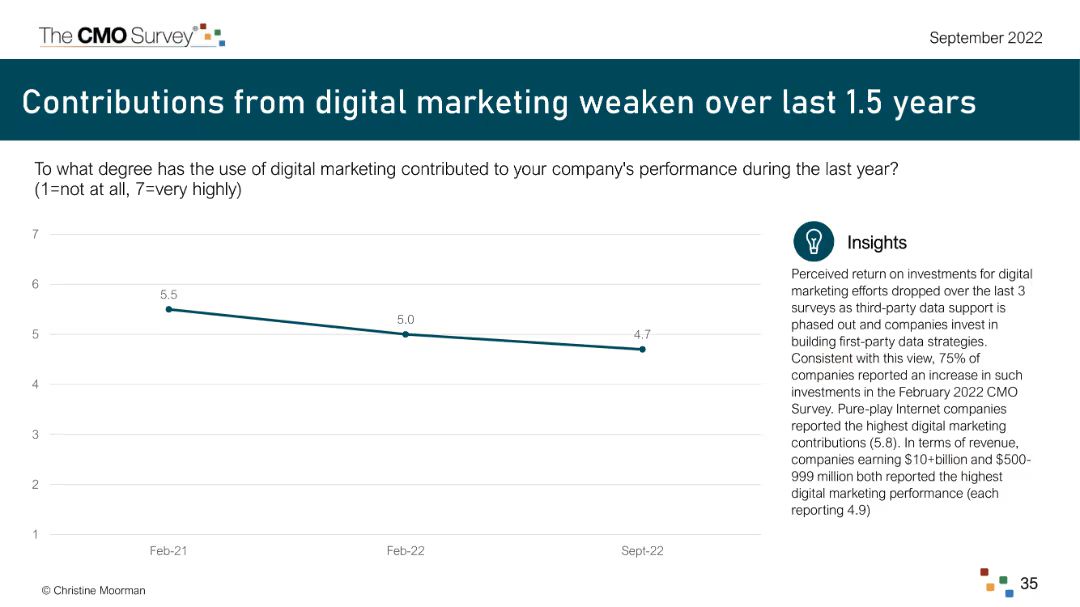 The CMO Survey®
September 2022
Contributions from digital marketing weaken over last 1.5 years
To what degree has the use of digital marketing contributed to your company's performance during the last year?
(1=not at all, 7=very highly)
7
6
5
4
3
2
1
5.5
5.0
4.7
Feb-21
Feb-22
Sept-22
Insights
Perceived return on investments for digital
marketing efforts dropped over the last 3
surveys as third-party data support is
phased out and companies invest in
building first-party data strategies.
Consistent with this view, 75% of
companies reported an increase in such
investments in the February 2022 CMO
Survey. Pure-play Internet companies
reported the highest digital marketing
contributions (5.8). In terms of revenue,
companies earning $10+billion and $500-
999 million both reported the highest
digital marketing performance (each
reporting 4.9)
© Christine Moorman
35